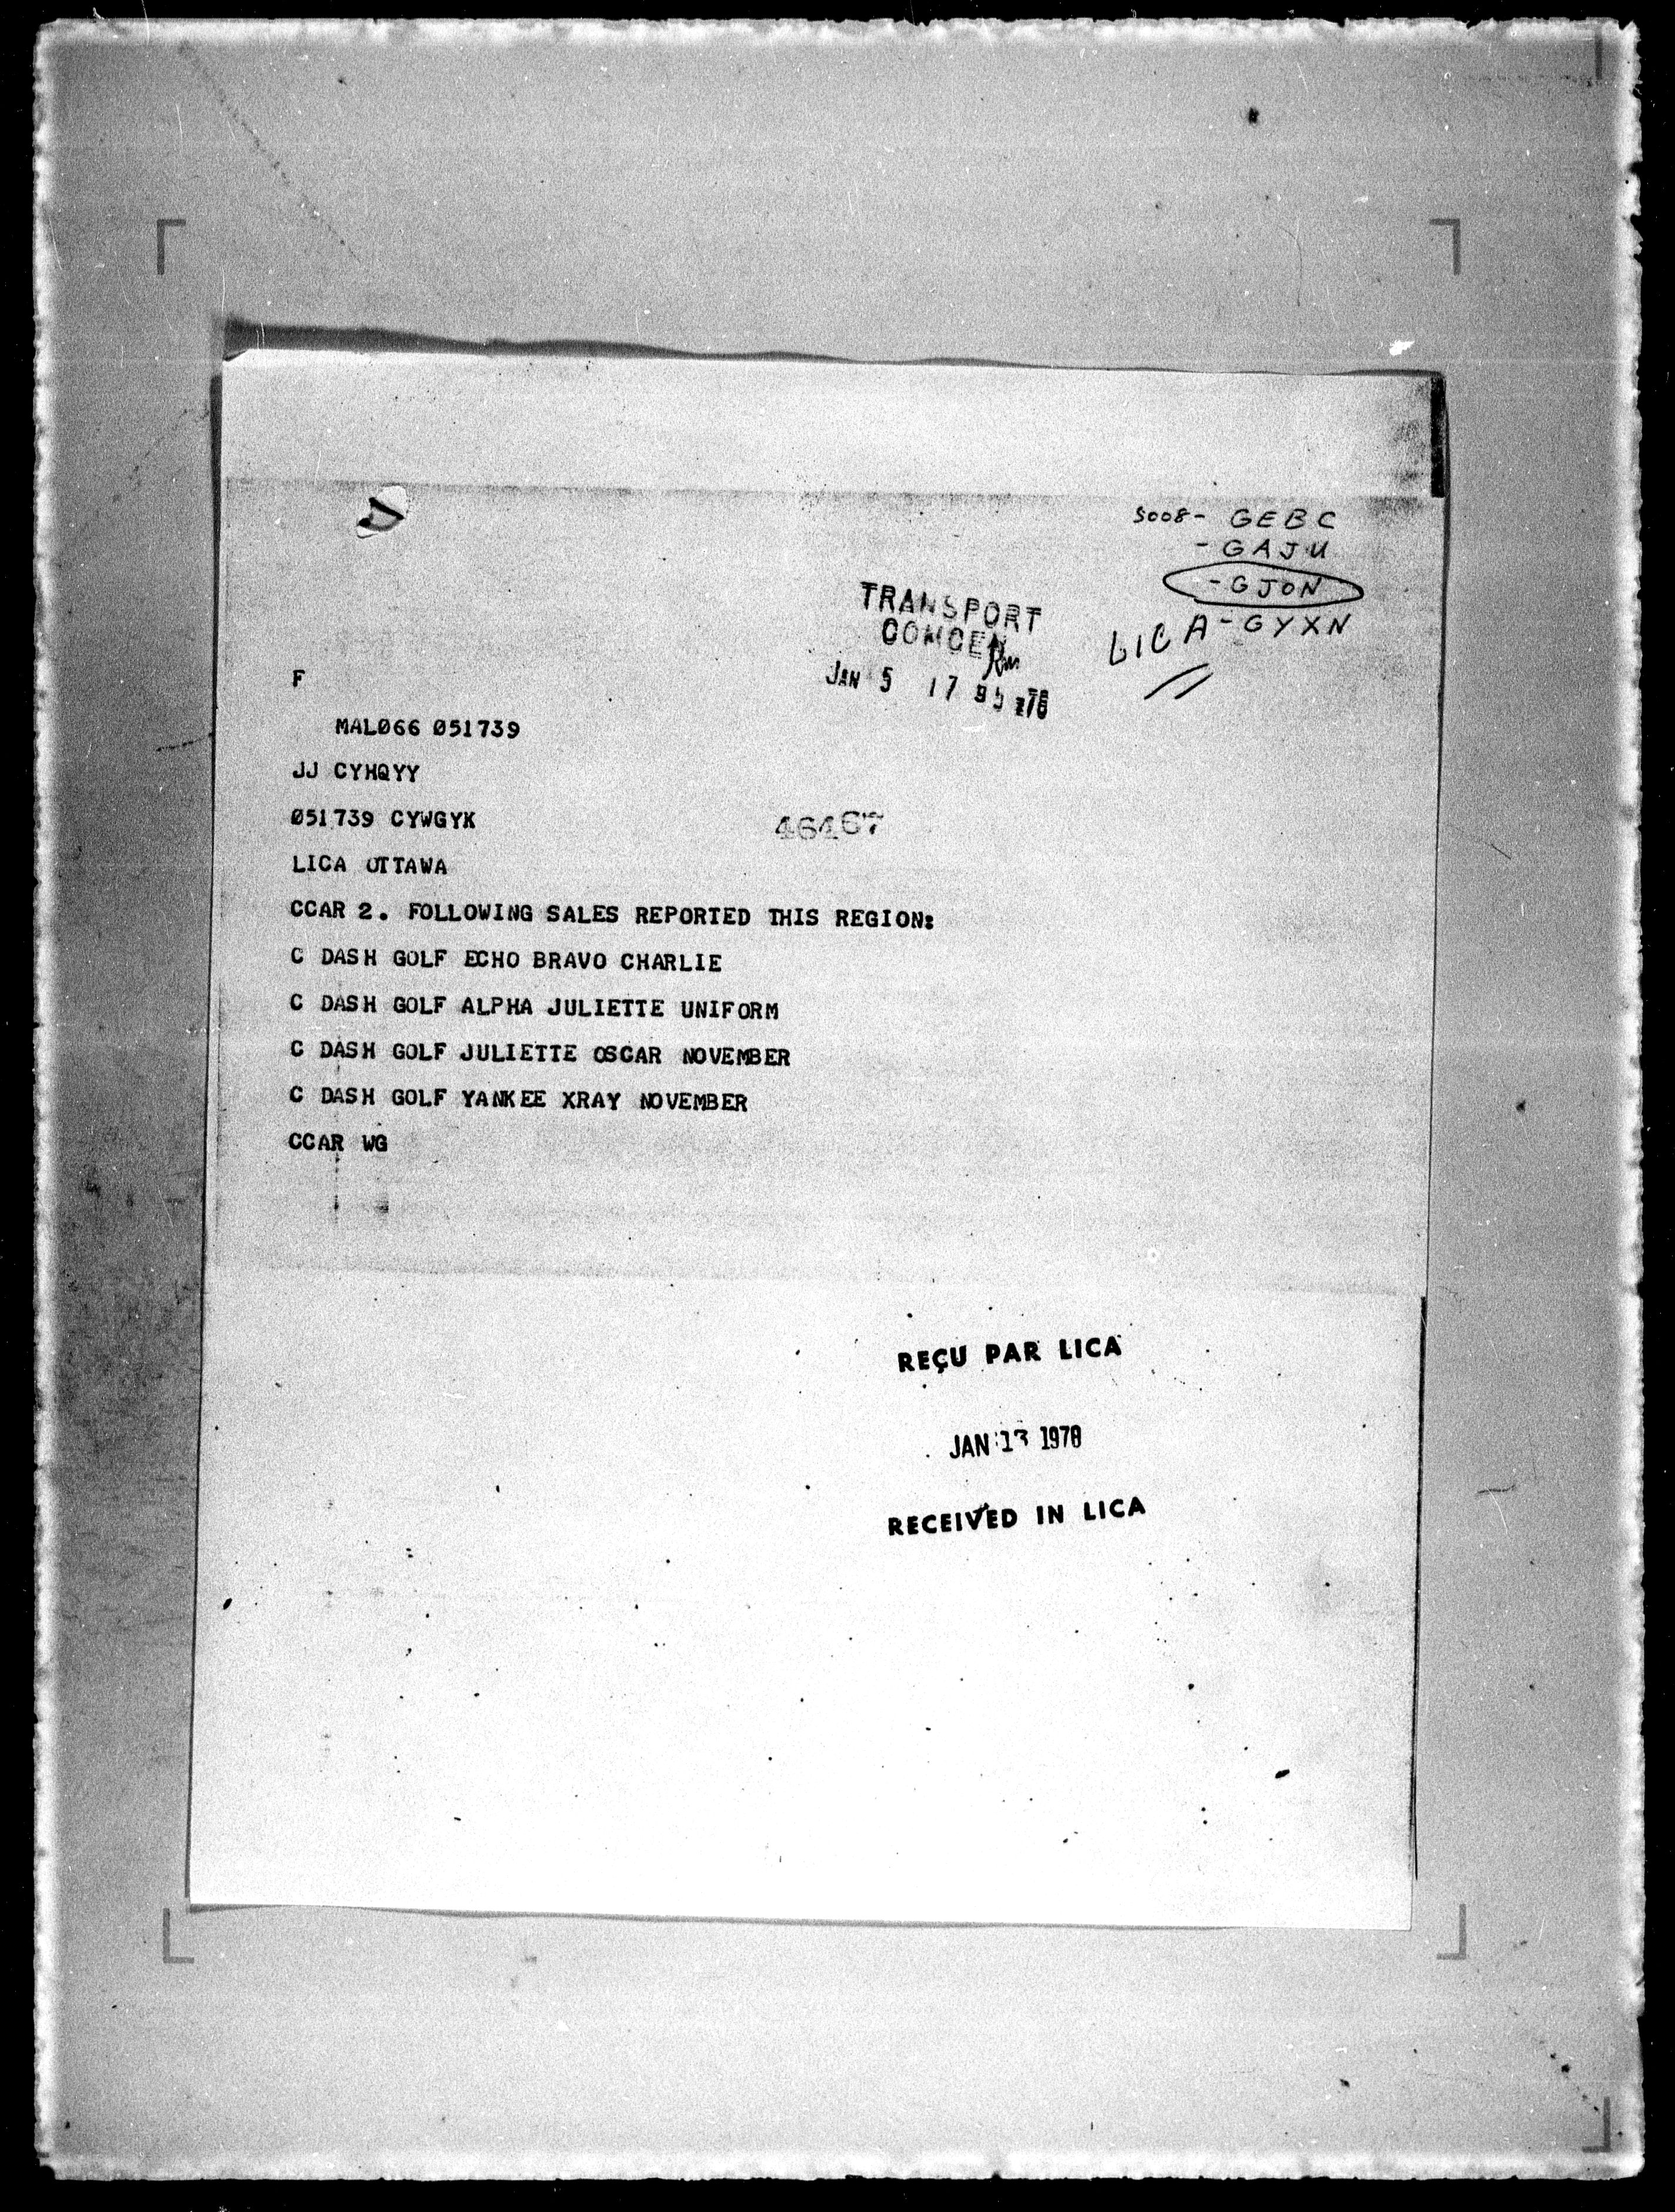 5008- GEBC
-GAJU
-GJON
LICA-GYXN
TRANSPORT
COMCEN
JAN 5 17
F
MAL066 051739
JJ CYHQYY
051739 CYWGYK
46467
LICA OTTAWA
CCAR 2. FOLLOWING SALES REPORTED THIS REGION:
C DASH GOLF ECHO BRAVO CHARLIE
C DASH GOLF ALPHA JULIETTE UNIFORM
C DASH GOLF JULIETTE OSCAR NOVEMBER
C DASH GOLF YANKEE XRAY NOVEMBER
CCAR WG
REÇU PAR LICA
JAN 13 1978
RECEIVED IN LICA